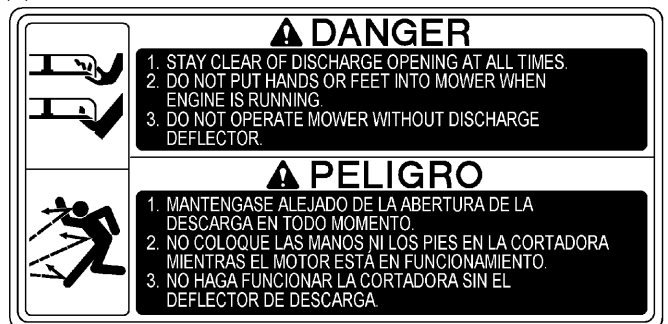 DANGER
1. STAY CLEAR OF DISCHARGE OPENING AT ALL TIMES.
2. DO NOT PUT HANDS OR FEET INTO MOWER WHEN
ENGINE IS RUNNING.
3. DO NOT OPERATE MOWER WITHOUT DISCHARGE
DEFLECTOR.
PELIGRO
1. MANTENGASE ALEJADO DE LA ABERTURA DE LA
DESCARGA EN TODO MOMENTO.
2. NO COLOQUE LAS MANOS NI LOS PIES EN LA CORTADORA
MIENTRAS EL MOTOR ESTÁ EN FUNCIONAMIENTO.
3. NO HAGA FUNCIONAR LA CORTADORA SIN EL
DEFLECTOR DE DESCARGA.